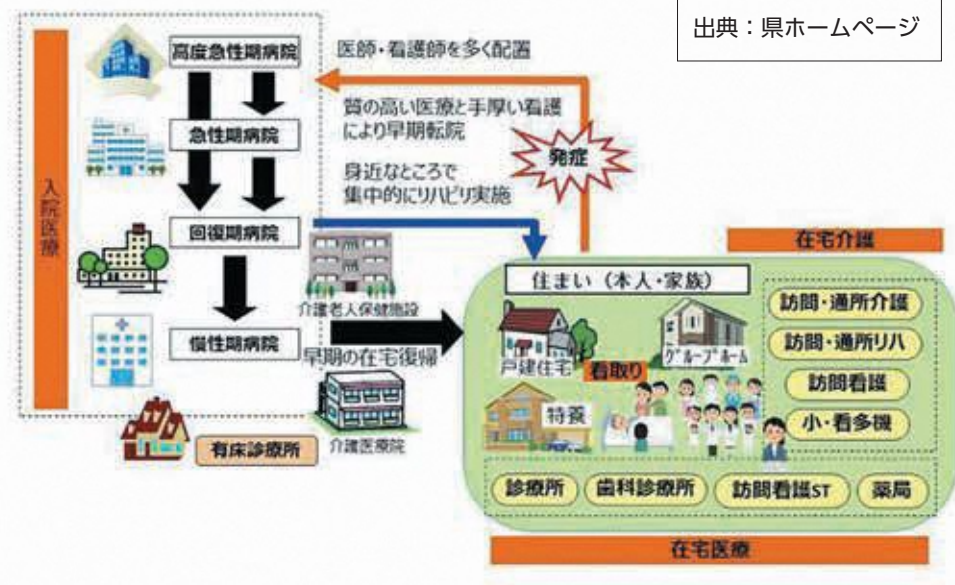 出典：県ホームページ
入院医療
高度急性期病院
急性期病院
回復期病院
慢性期病院
有床診療所
医師・看護師を多く配置
質の高い医療と手厚い看護
により早期転院
身近なところで
集中的にリハビリ実施
発症
介護老人保健施設
早期の在宅復帰
介護医療院
在宅介護
住まい（本人・家族）
戸建住宅
グループホーム
看取り
特養
訪問・通所介護
訪問・通所リハ
訪問看護
小・看多機
診療所
歯科診療所
訪問看護ST
薬局
在宅医療